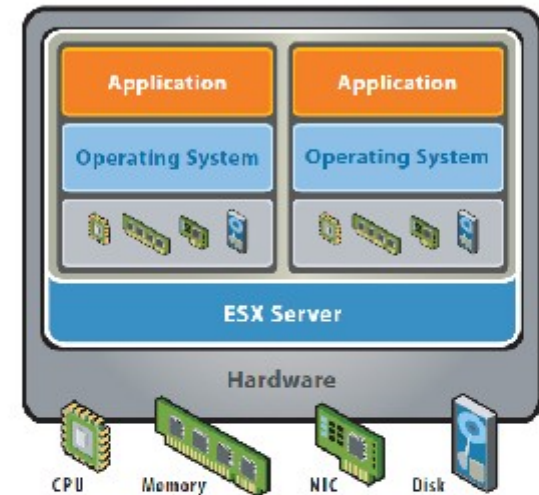 Application Application
Operating System Operating System
ESX Server
Hardware
CPU Memory NIC Disk